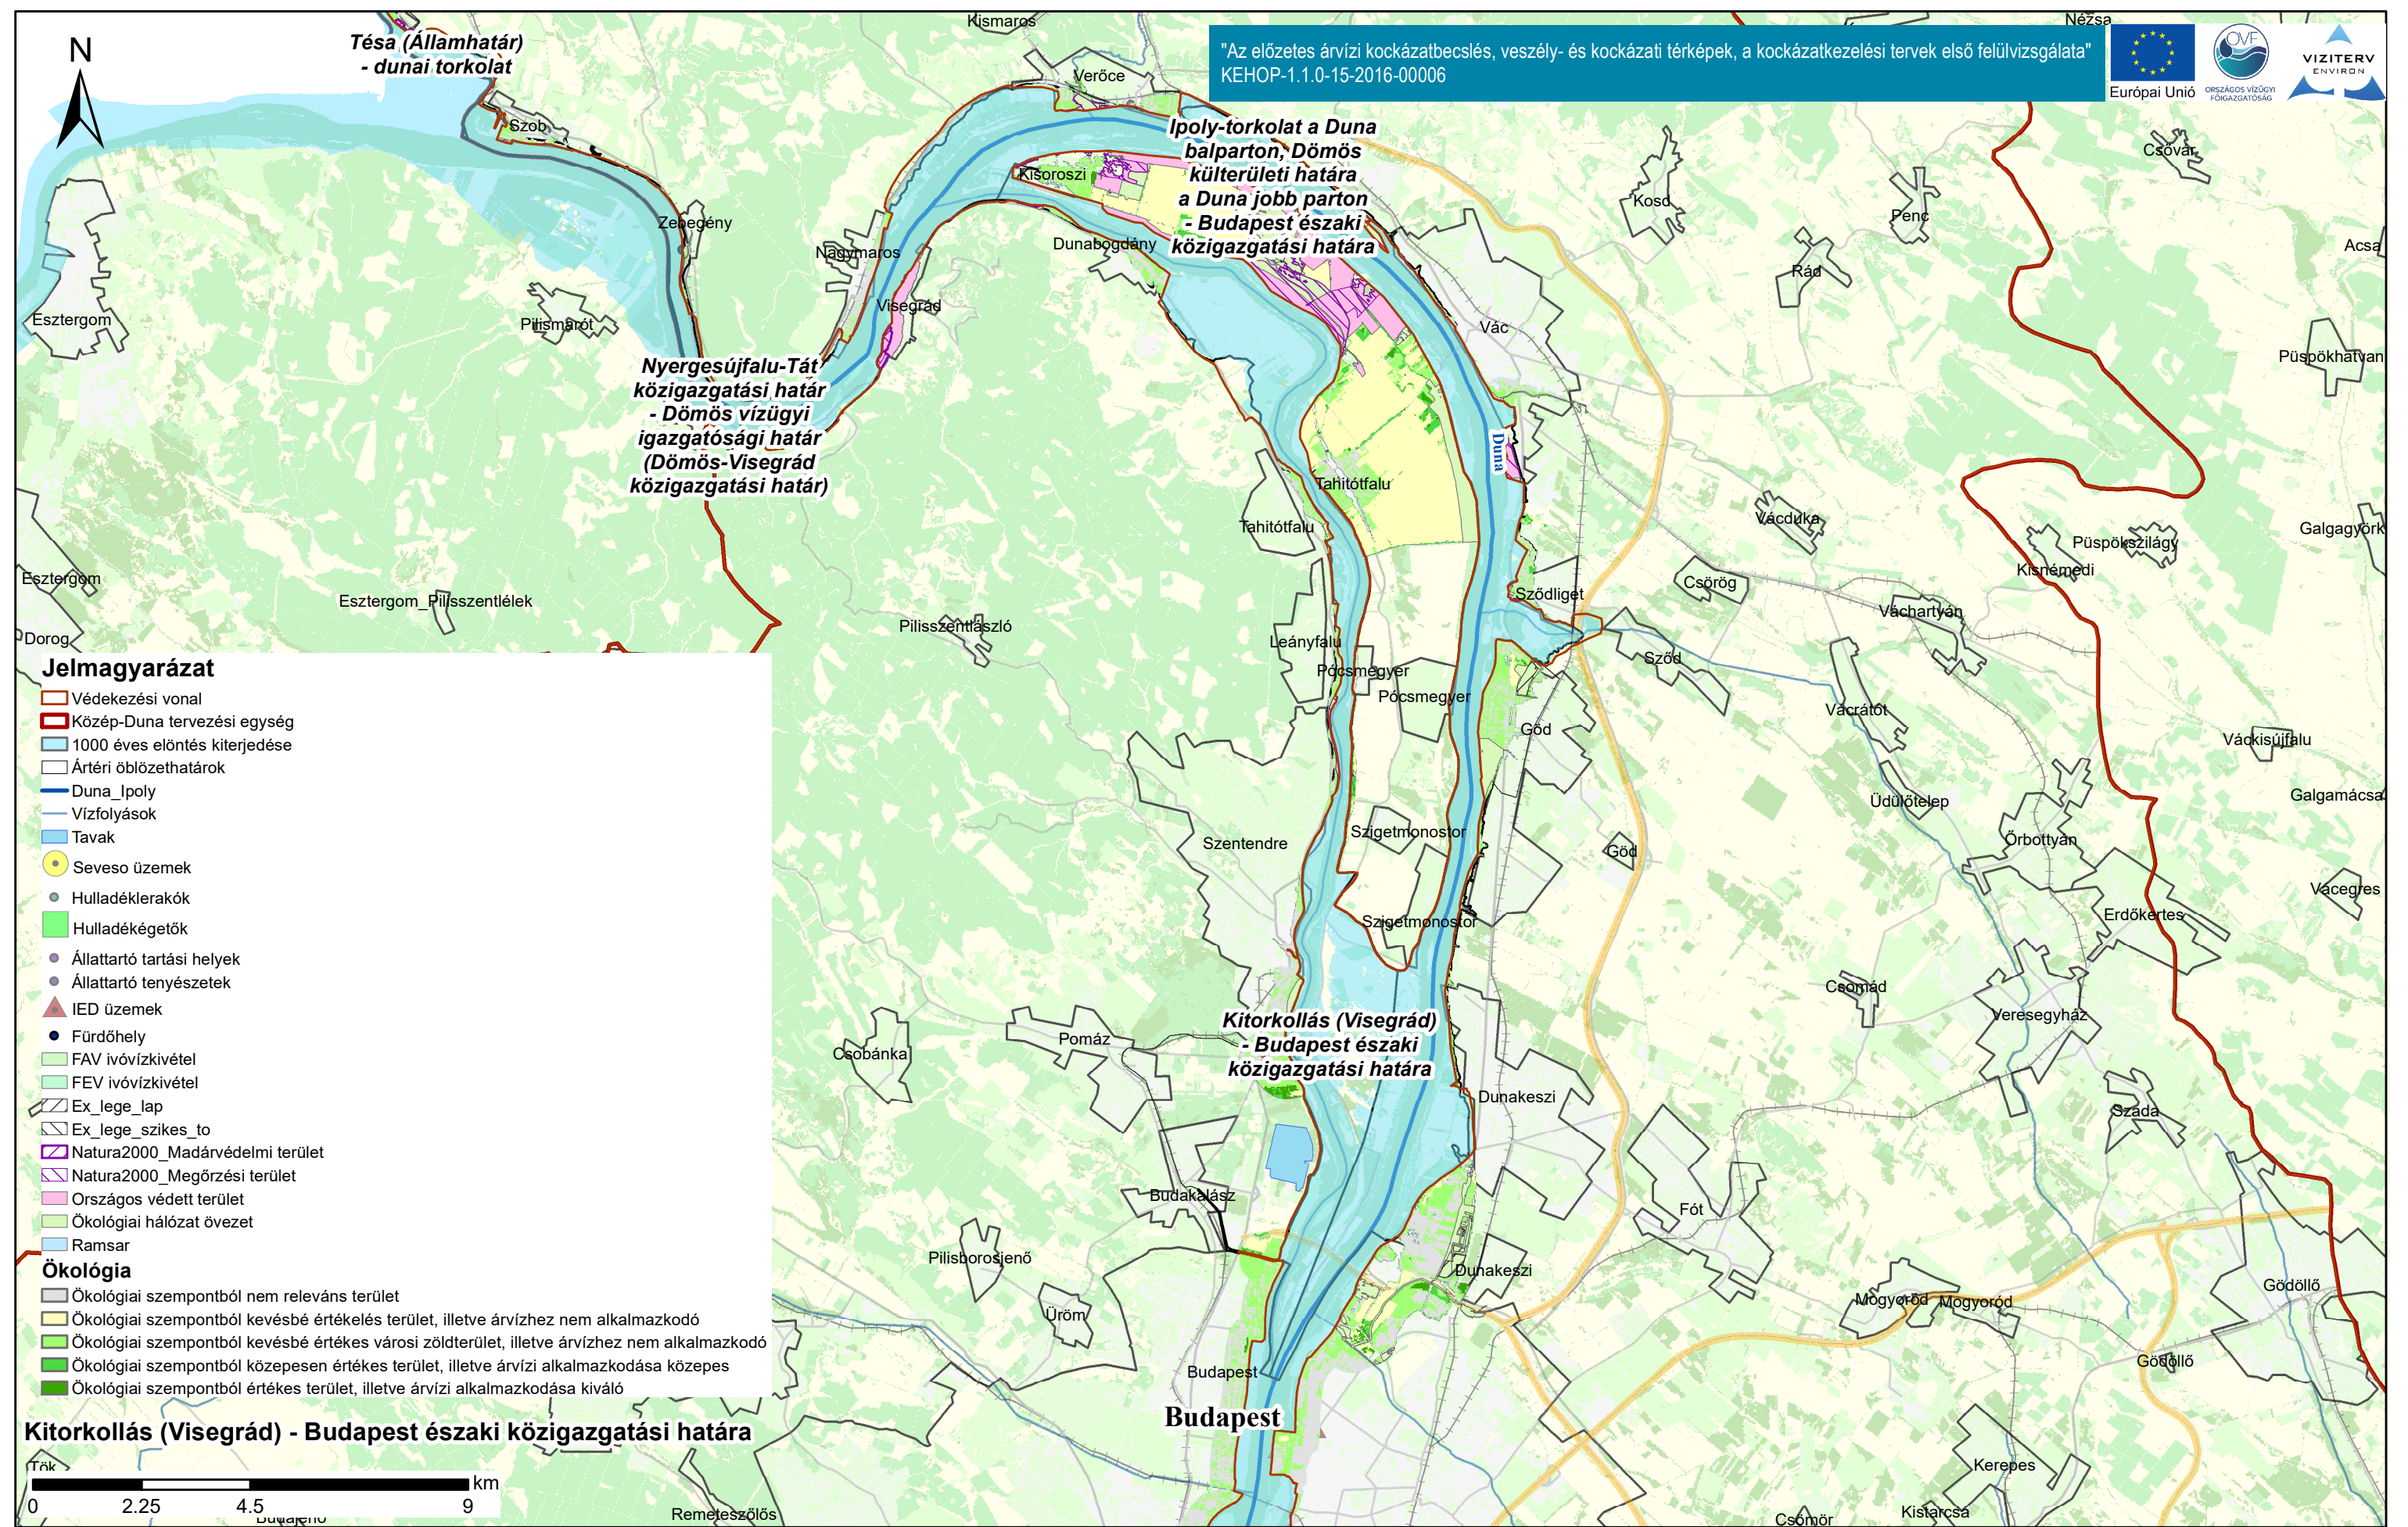 Kismaros
Nézsa
Tésa (Államhatár)
- dunai torkolat
N
"Az előzetes árvízi kockázatbecslés, veszély- és kockázati térképek, a kockázatkezelési tervek első felülvizsgálata"
KEHOP-1.1.0-15-2016-00006
Európai Unió
OVF
ORSZÁGOS VÍZÜGYI
FŐIGAZGATÓSÁG
VIZITERV
ENVIRON
Verőce
Szob
Ipoly-torkolat a Duna
balparton, Dömös
külterületi határa
a Duna jobb parton
- Budapest északi
közigazgatási határa
Csővár
Kisoroszi
Kosd
Penc
Zebegény
Nagymaros
Dunabogdány
Acsa
Rád
Visegrád
Esztergom
Pilismarót
Vác
Püspökhatvan
Nyergesújfalu-Tát
közigazgatási határ
- Dömös vízügyi
igazgatósági határ
(Dömös-Visegrád
közigazgatási határ)
Duna
Tahitótfalu
Tahitótfalu
Vácduka
Galgagyörk
Püspökszilágy
Kisnémedi
Esztergom
Csörög
Sződliget
Esztergom_Pilisszentlélek
Váchartyán
Pilisszentlászló
Dorog
Leányfalu
Sződ
Pócsmegyer
Pócsmegyer
Vácrátót
Göd
Váckisújfalu
Galgamácsa
Üdülőtelep
Szigetmonostor
Szentendre
Őrbottyán
Göd
Vácegres
Erdőkertes
Szigetmonostor
Csomád
Veresegyház
Kitorkollás (Visegrád)
- Budapest északi
közigazgatási határa
Pomáz
Csobánka
Dunakeszi
Szada
Budakalász
Fót
Pilisborosjenő
Dunakeszi
Gödöllő
Mogyoród
Mogyoród
Üröm
Gödöllő
Budapest
Budapest
Kerepes
Remeteszőlős
Kistarcsa
Csömör
Jelmagyarázat
Védekezési vonal
Közép-Duna tervezési egység
1000 éves elöntés kiterjedése
Ártéri öblözethatárok
Duna_Ipoly
Vízfolyások
Tavak
Seveso üzemek
Hulladéklerakók
Hulladékégetők
Állattartó tartási helyek
Állattartó tenyészetek
IED üzemek
Fürdőhely
FAV ivóvízkivétel
FEV ivóvízkivétel
Ex_lege_lap
Ex_lege_szikes_to
Natura2000_Madárvédelmi terület
Natura2000_Megőrzési terület
Országos védett terület
Ökológiai hálózat övezet
Ramsar
Ökológia
Ökológiai szempontból nem releváns terület
Ökológiai szempontból kevésbé értékelés terület, illetve árvízhez nem alkalmazkodó
Ökológiai szempontból kevésbé értékes városi zöldterület, illetve árvízhez nem alkalmazkodó
Ökológiai szempontból közepesen értékes terület, illetve árvízi alkalmazkodása közepes
Ökológiai szempontból értékes terület, illetve árvízi alkalmazkodása kiváló
Kitorkollás (Visegrád) - Budapest északi közigazgatási határa
Tök
km
0 2.25 4.5 9
Budajenő